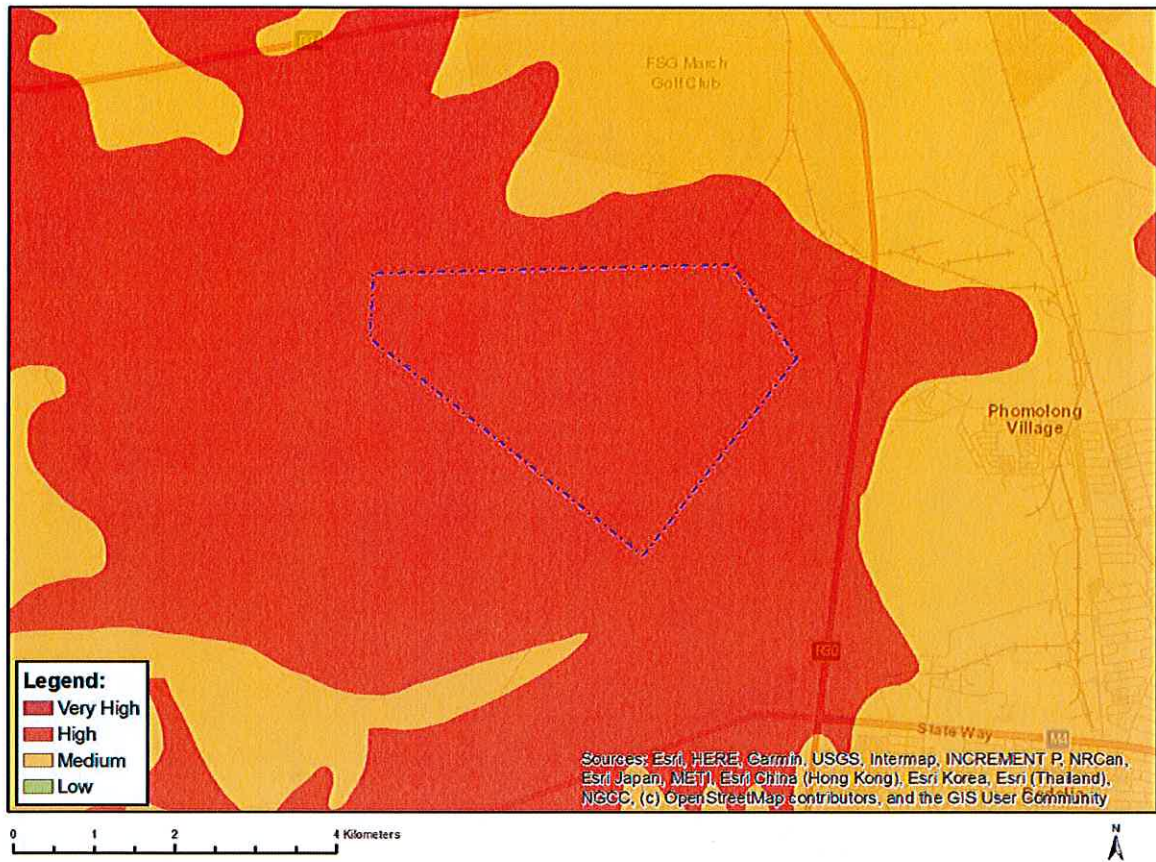 FSG March
Golf Club
Phomolong
Village
R30
State Way
M4
Legend:
Very High
High
Medium
Low
Sources: Esri, HERE, Garmin, USGS, Intermap, INCREMENT P, NRCan,
Esri Japan, METI, Esri China (Hong Kong), Esri Korea, Esri (Thailand),
NGCC, (c) OpenStreetMap contributors, and the GIS User Community
0 1 2 4 Kilometers
N